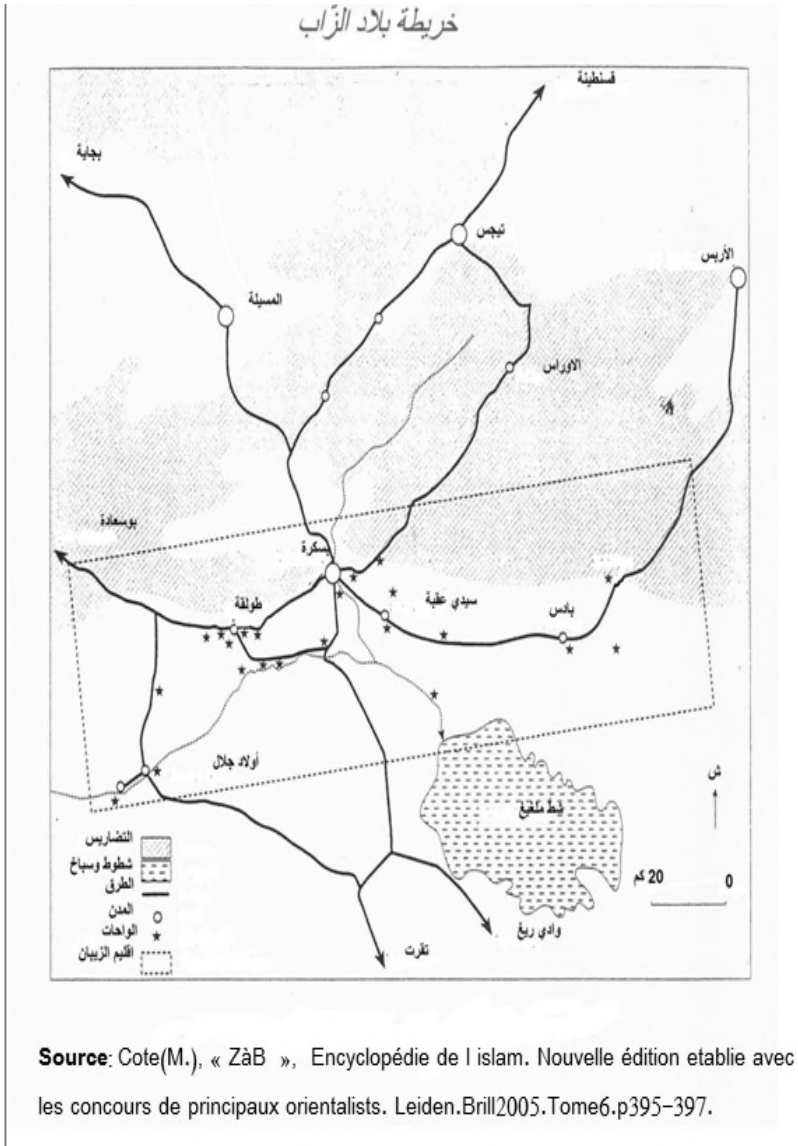 خريطة بلاد الزّاب
قسنطينة
بجاية
تيجس
الأربس
المسيلة
الاوراس
بوسعادة
بسكرة
طولقة
سيدي عقبة
بادس
أولاد جلال
شط ملغيغ
ش
التضاريس
شطوط وسباخ
الطرق
المدن
الواحات
اقليم الزيبان
20 كم
0
وادي ريغ
تقرت
Source: Cote(M.), « ZàB », Encyclopédie de l islam. Nouvelle édition etablie avec
les concours de principaux orientalists. Leiden.Brill2005.Tome6.p395-397.